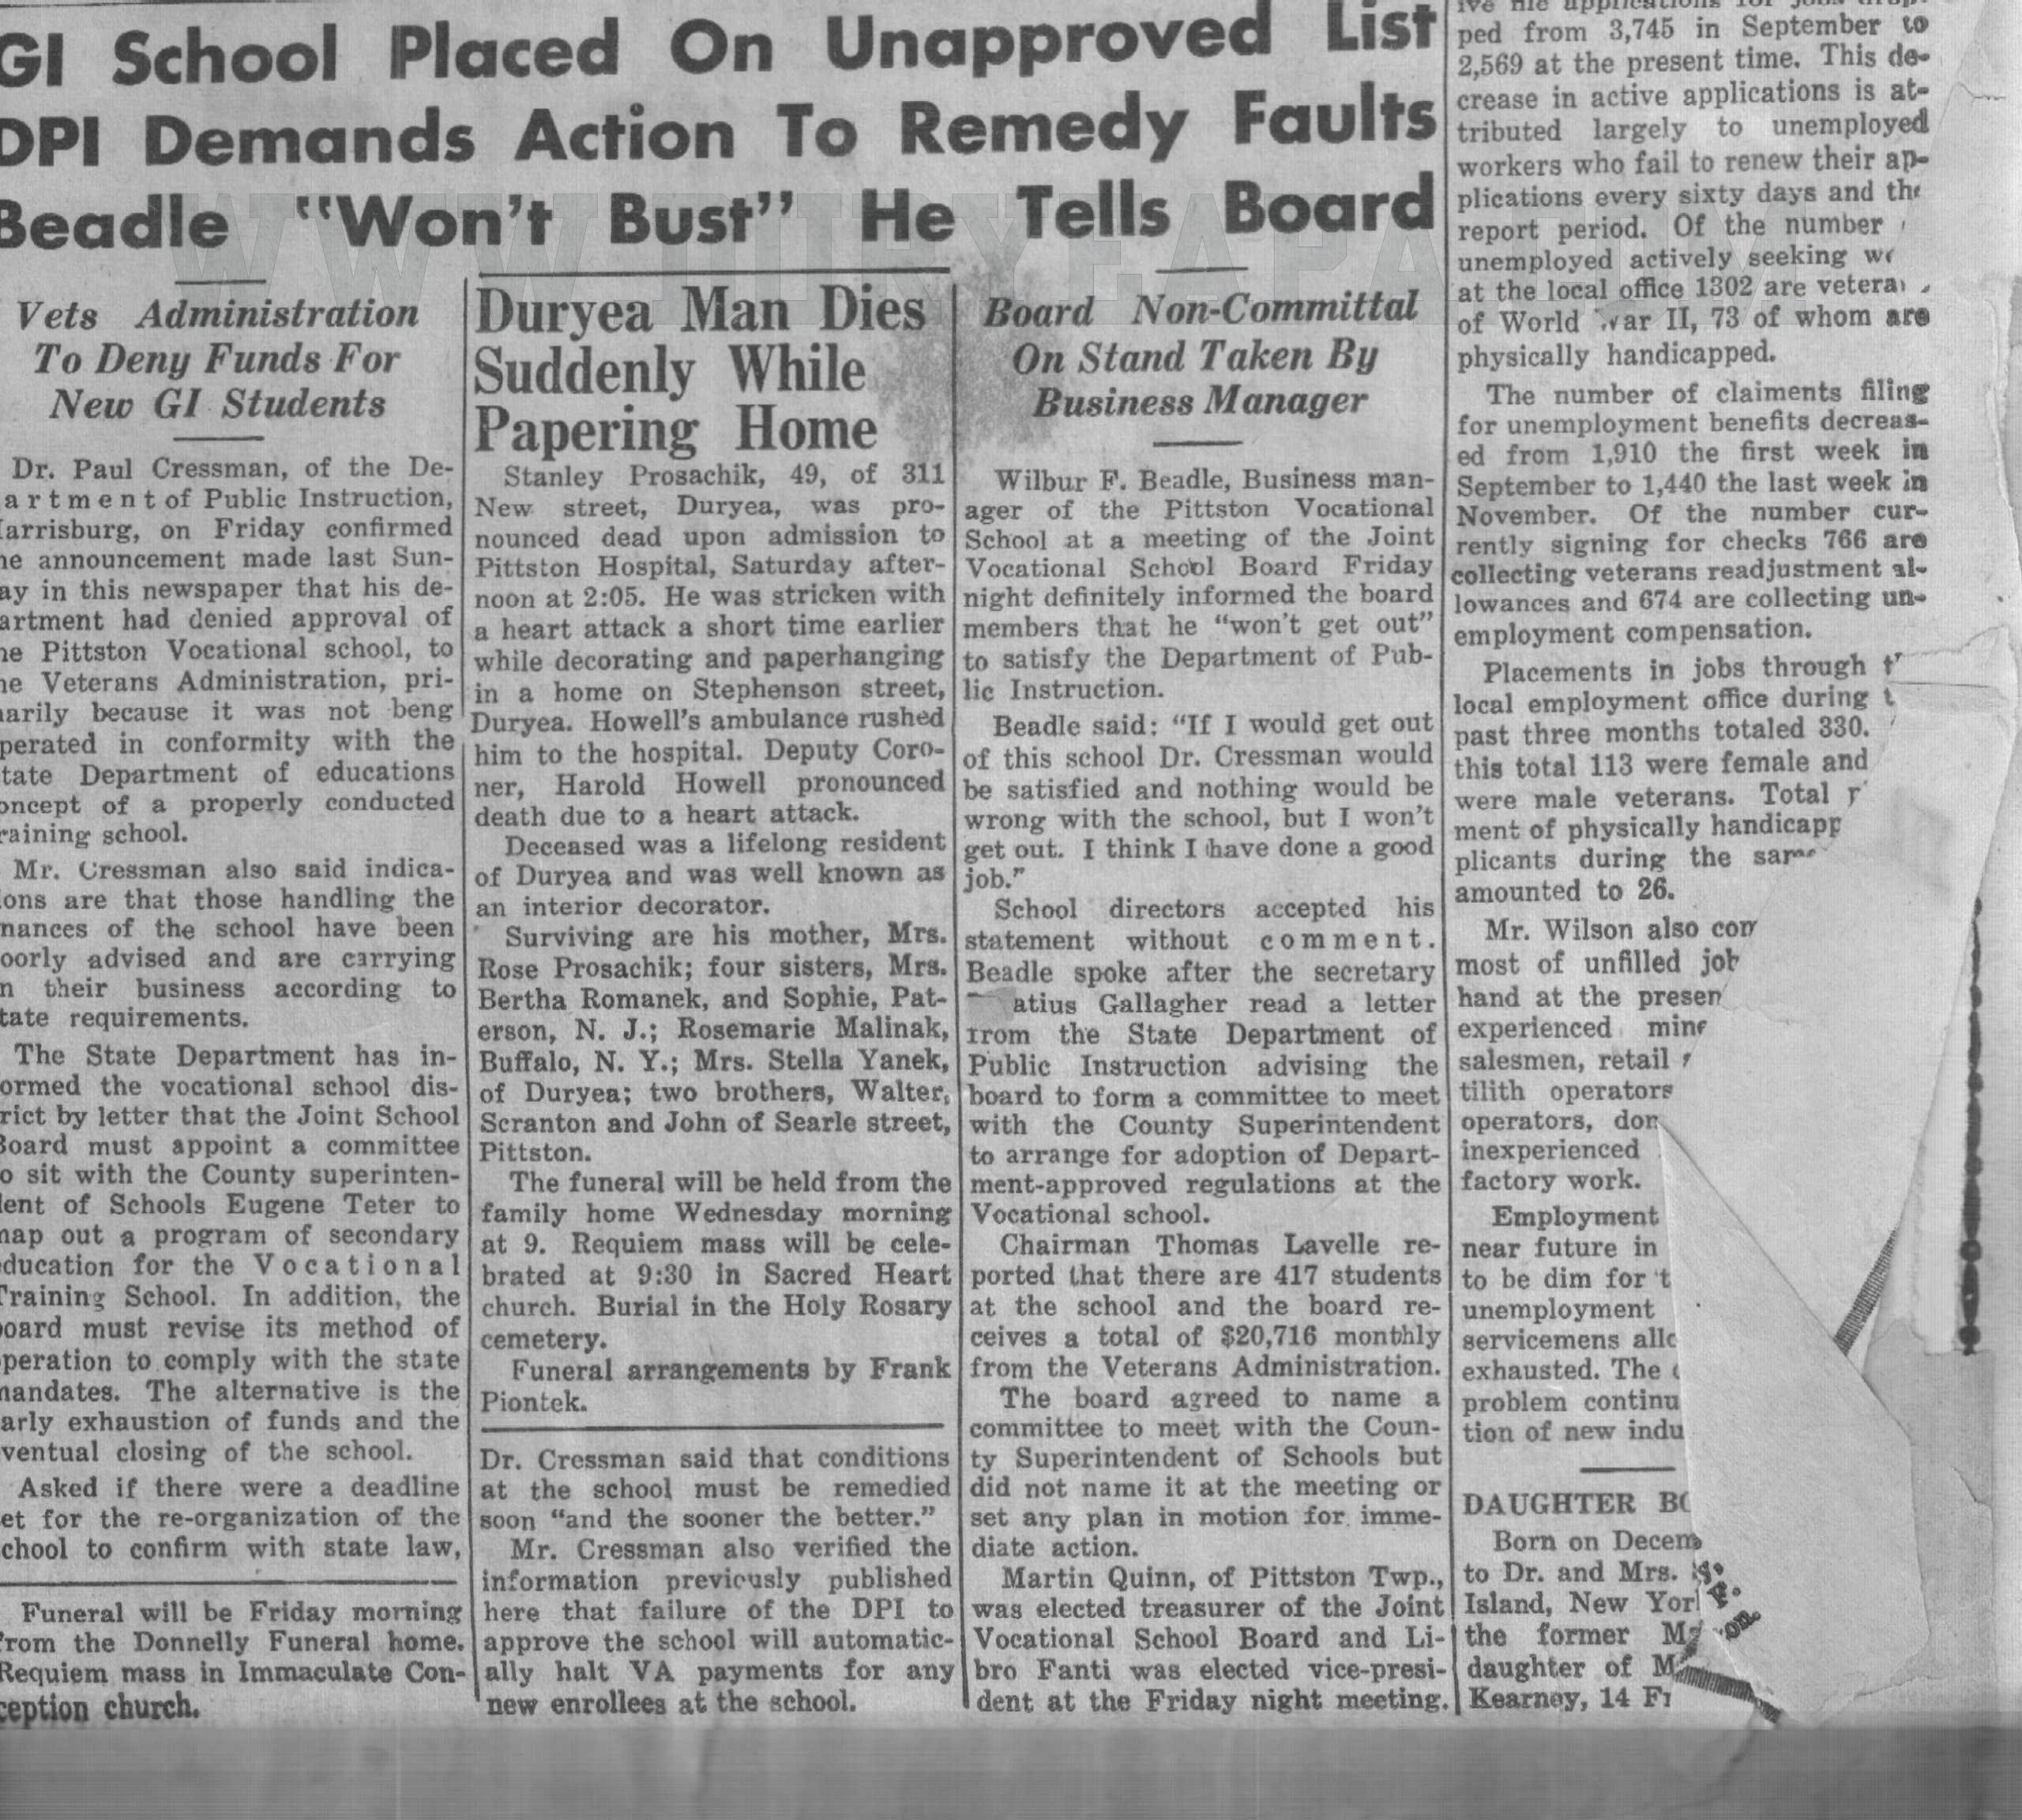 GI School Placed On Unapproved List
DPI Demands Action To Remedy Faults
Beadle "Won't Bust" He Tells Board
Vets Administration
To Deny Funds For
New GI Students
Dr. Paul Cressman, of the De-
artment of Public Instruction,
arrisburg, on Friday confirmed
he announcement made last Sun-
ay in this newspaper that his de-
artment had denied approval of
he Pittston Vocational school, to
he Veterans Administration, pri-
arily because it was not beng
perated in conformity with the
tate Department of educations
oncept of a properly conducted
raining school.
Mr. Cressman also said indica-
ions are that those handling the
nances of the school have been
oorly advised and are carrying
n their business according to
tate requirements.
The State Department has in-
ormed the vocational school dis-
rict by letter that the Joint School
Board must appoint a committee
o sit with the County superinten-
dent of Schools Eugene Teter to
map out a program of secondary
education for the Vocational
Training School. In addition, the
board must revise its method of
peration to comply with the state
mandates. The alternative is the
arly exhaustion of funds and the
ventual closing of the school.
Asked if there were a deadline
et for the re-organization of the
chool to confirm with state law,
Funeral will be Friday morning
from the Donnelly Funeral home.
Requiem mass in Immaculate Con-
ception church.
Duryea Man Dies
Suddenly While
Papering Home
Stanley Prosachik, 49, of 311
New street, Duryea, was pro-
nounced dead upon admission to
Pittston Hospital, Saturday after-
noon at 2:05. He was stricken with
a heart attack a short time earlier
while decorating and paperhanging
in a home on Stephenson street,
Duryea. Howell's ambulance rushed
him to the hospital. Deputy Coro-
ner, Harold Howell pronounced
death due to a heart attack.
Deceased was a lifelong resident
of Duryea and was well known as
an interior decorator.
Surviving are his mother, Mrs.
Rose Prosachik; four sisters, Mrs.
Bertha Romanek, and Sophie, Pat-
erson, N. J.; Rosemarie Malinak,
Buffalo, N. Y.; Mrs. Stella Yanek,
of Duryea; two brothers, Walter,
Scranton and John of Searle street,
Pittston.
The funeral will be held from the
family home Wednesday morning
at 9. Requiem mass will be cele-
brated at 9:30 in Sacred Heart
church. Burial in the Holy Rosary
cemetery.
Funeral arrangements by Frank
Piontek.
Dr. Cressman said that conditions
at the school must be remedied
soon "and the sooner the better."
Mr. Cressman also verified the
information previously published
here that failure of the DPI to
approve the school will automatic-
ally halt VA payments for any
new enrollees at the school.
Board Non-Committal
On Stand Taken By
Business Manager
Wilbur F. Beadle, Business man-
ager of the Pittston Vocational
School at a meeting of the Joint
Vocational School Board Friday
night definitely informed the board
members that he "won't get out"
to satisfy the Department of Pub-
lic Instruction.
Beadle said: "If I would get out
of this school Dr. Cressman would
be satisfied and nothing would be
wrong with the school, but I won't
get out. I think I have done a good
job."
School directors accepted his
statement without comment.
Beadle spoke after the secretary
atius Gallagher read a letter
from the State Department of
Public Instruction advising the
board to form a committee to meet
with the County Superintendent
to arrange for adoption of Depart-
ment-approved regulations at the
Vocational school.
Chairman Thomas Lavelle re-
ported that there are 417 students
at the school and the board re-
ceives a total of $20,716 monthly
from the Veterans Administration.
The board agreed to name a
committee to meet with the Coun-
ty Superintendent of Schools but
did not name it at the meeting or
set any plan in motion for imme-
diate action.
Martin Quinn, of Pittston Twp.,
was elected treasurer of the Joint
Vocational School Board and Li-
bro Fanti was elected vice-presi-
dent at the Friday night meeting.
ive file applications for jobs drop-
ped from 3,745 in September to
2,569 at the present time. This de-
crease in active applications is at-
tributed largely to unemployed
workers who fail to renew their ap-
plications every sixty days and the
report period. Of the number
unemployed actively seeking
at the local office 1302 are
of World War II, 73 of whom are
physically handicapped.
The number of claiments filing
for unemployment benefits decreas-
ed from 1,910 the first week in
September to 1,440 the last week in
November. Of the number cur-
rently signing for checks 766 are
collecting veterans readjustment al-
lowances and 674 are collecting un-
employment compensation.
Placements in jobs through
local employment office during
past three months totaled 330.
this total 113 were female and
were male veterans. Total
ment of physically handicapp
plicants during the same
amounted to 26.
Mr. Wilson also com
most of unfilled job
hand at the presen
experienced mine
salesmen, retail
tilith operators
operators, don
inexperienced
factory work.
Employment
near future in
to be dim for t
unemployment
servicemens allo
exhausted. The
problem continu
tion of new indu
DAUGHTER BO
Born on Decem
to Dr. and Mrs.
Island, New York
the former
daughter of M
Kearney, 14 Fr